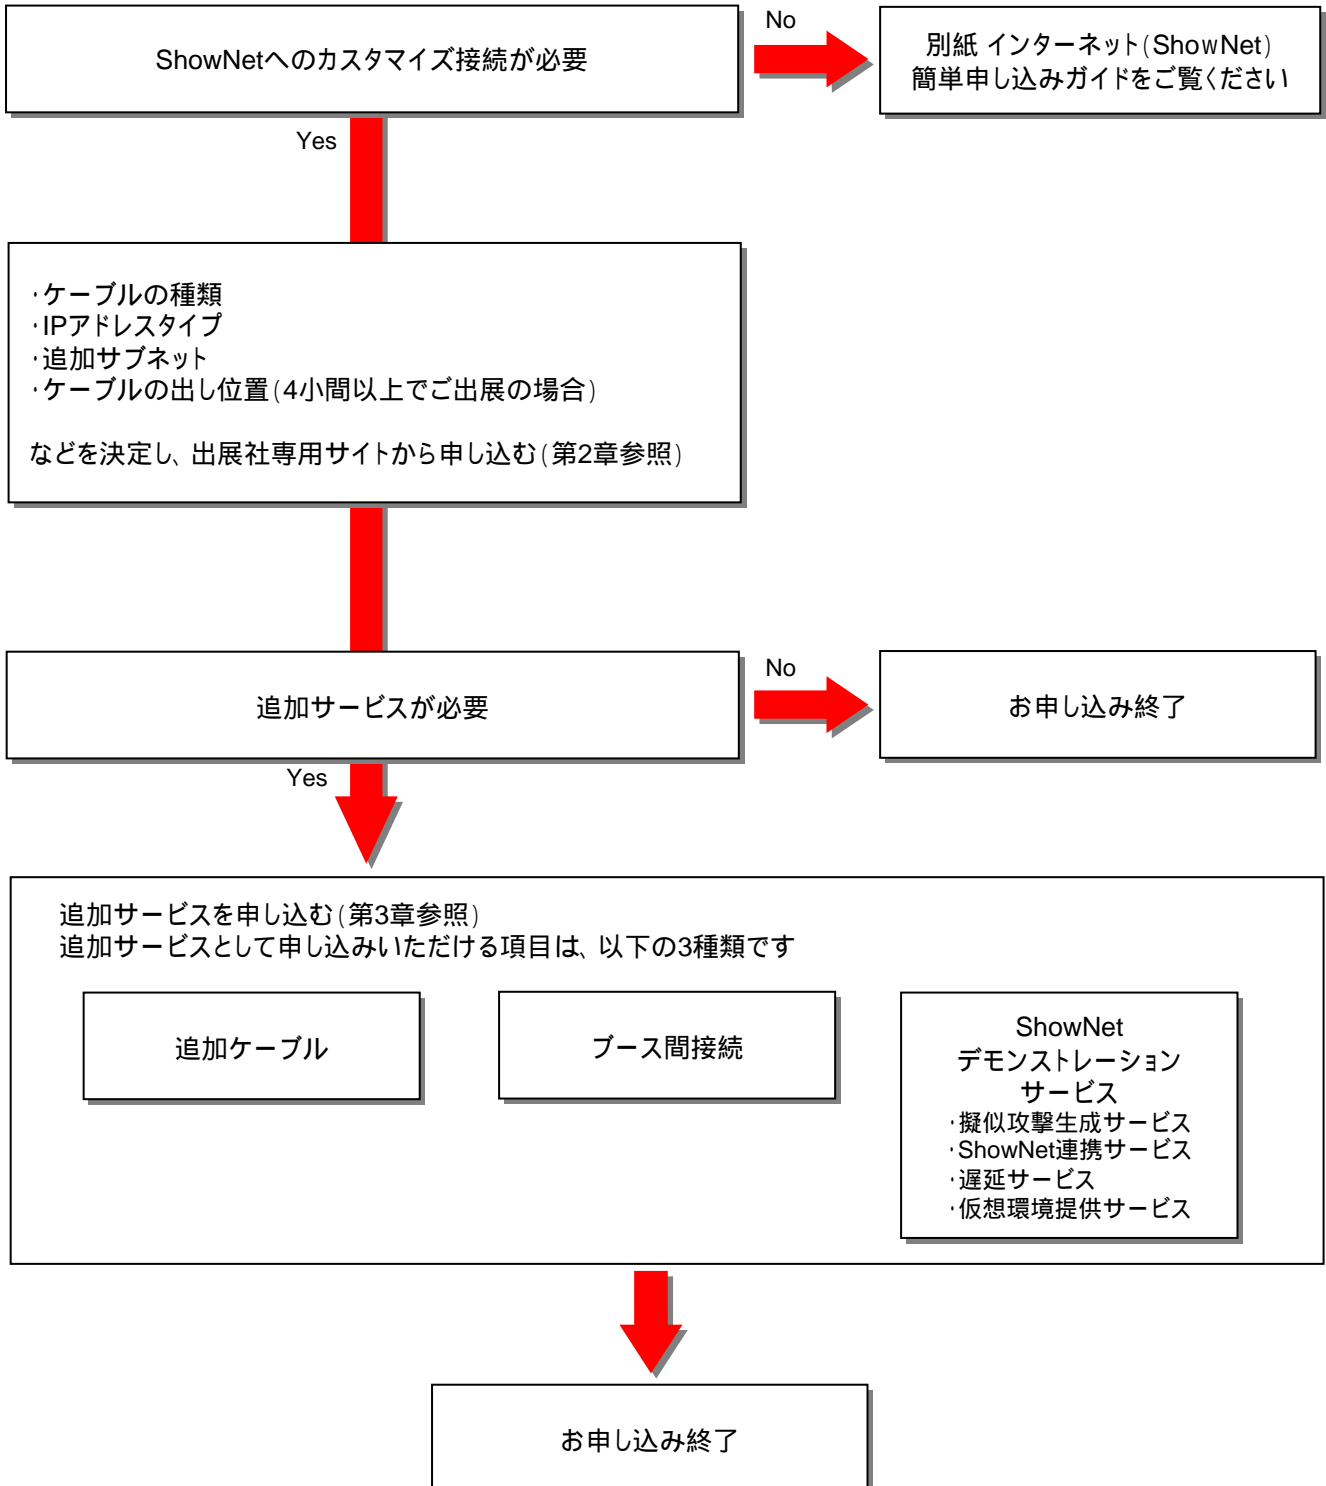 ShowNetへのカスタマイズ接続が必要
No
別紙 インターネット(ShowNet)
簡単申し込みガイドをご覧ください
Yes
・ケーブルの種類
・IPアドレスタイプ
・追加サブネット
・ケーブルの出し位置(4小間以上でご出展の場合)
などを決定し、出展社専用サイトから申し込む(第2章参照)
追加サービスが必要
No
お申し込み終了
Yes
追加サービスを申し込む(第3章参照)
追加サービスとして申し込みいただける項目は、以下の3種類です
追加ケーブル
ブース間接続
ShowNet
デモンストレーション
サービス
・擬似攻撃生成サービス
・ShowNet連携サービス
・遅延サービス
・仮想環境提供サービス
お申し込み終了